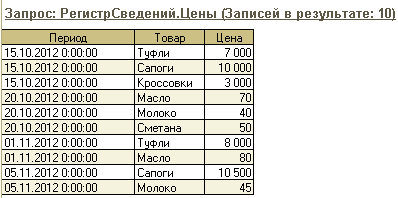 Запрос: РегистрСведений.Цены (Записей в результате: 10)
Период Товар Цена
15.10.2012 0:00:00 Туфли 7 000
15.10.2012 0:00:00 Сапоги 10 000
15.10.2012 0:00:00 Кроссовки 3 000
20.10.2012 0:00:00 Масло 70
20.10.2012 0:00:00 Молоко 40
20.10.2012 0:00:00 Сметана 50
01.11.2012 0:00:00 Туфли 8 000
01.11.2012 0:00:00 Масло 80
05.11.2012 0:00:00 Сапоги 10 500
05.11.2012 0:00:00 Молоко 45